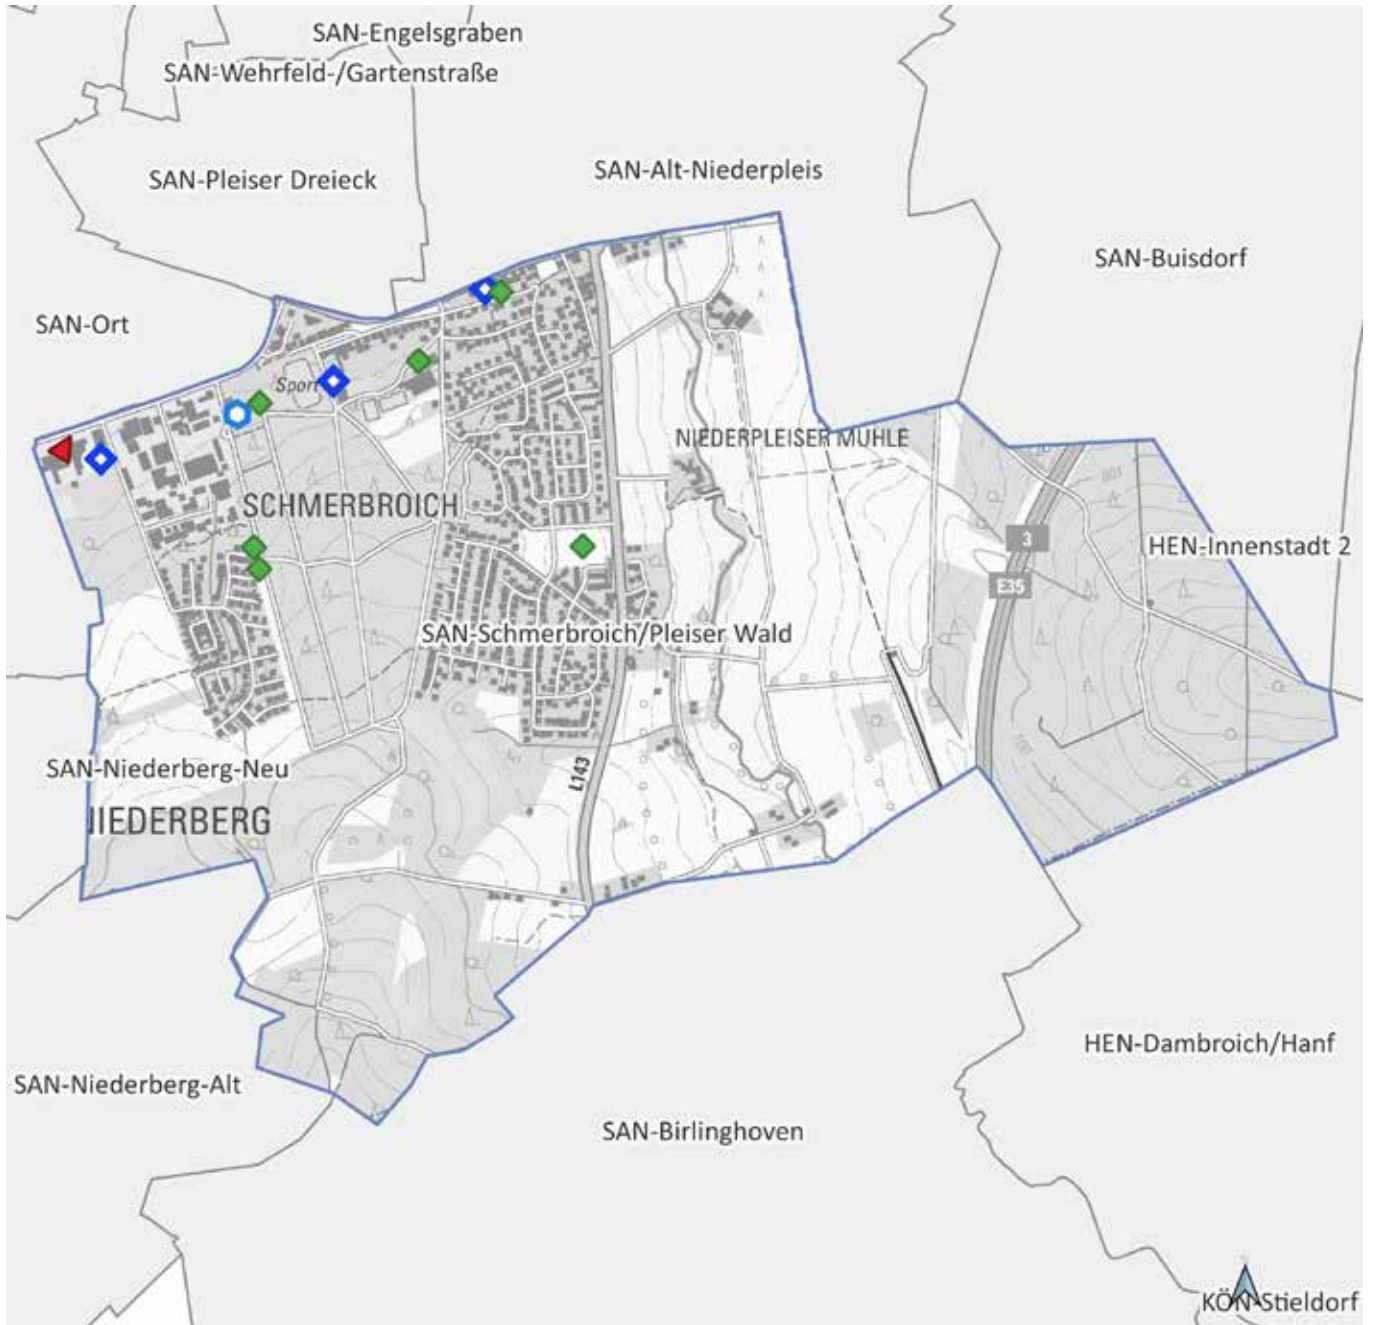 SAN-Engelsgraben
SAN-Wehrfeld-/Gartenstraße
SAN-Pleiser Dreieck
SAN-Alt-Niederpleis
SAN-Buisdorf
SAN-Ort
Sport
NIEDERPLEISER MÜHLE
SCHMERBROICH
3
HEN-Innenstadt 2
E35
SAN-Schmerbroich/Pleiser Wald
SAN-Niederberg-Neu
L143
NIEDERBERG
HEN-Dambroich/Hanf
SAN-Niederberg-Alt
SAN-Birlinghoven
KÖN-Stieldorf